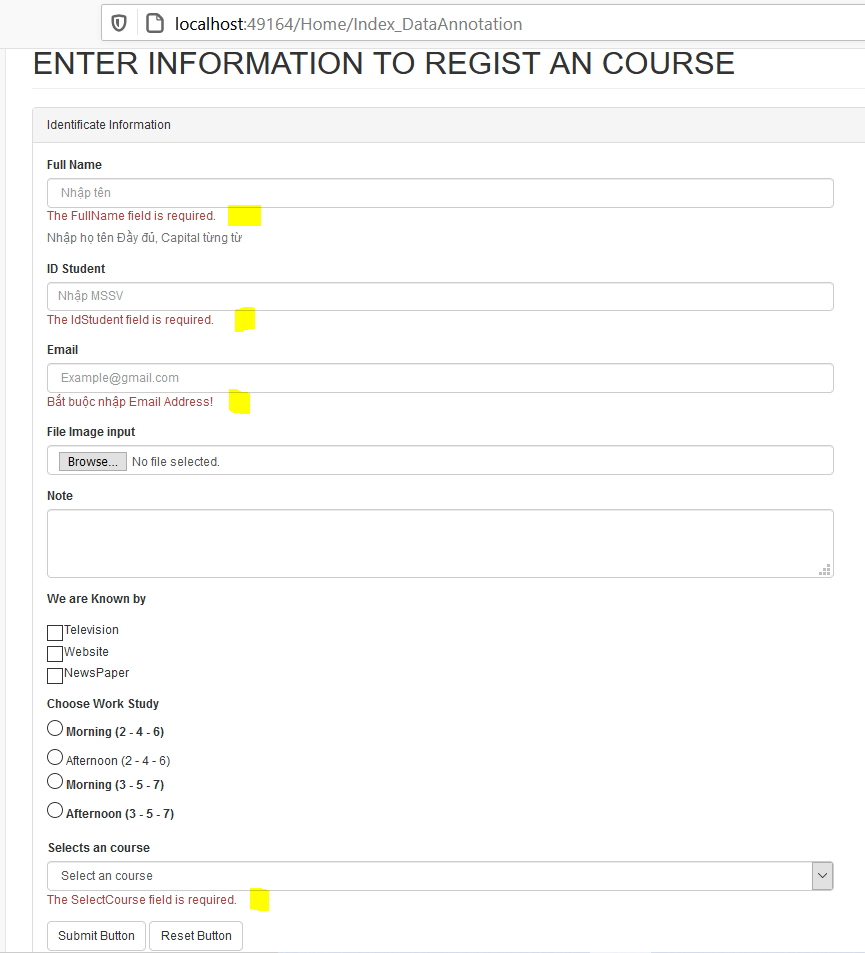 localhost:49164/Home/Index_DataAnnotation
ENTER INFORMATION TO REGIST AN COURSE
Identificate Information
Full Name
Nhập tên
The FullName field is required.
Nhập họ tên Đầy đủ, Capital từng từ
ID Student
Nhập MSSV
The IdStudent field is required.
Email
Example@gmail.com
Bắt buộc nhập Email Address!
File Image input
Browse... No file selected.
Note
We are Known by
Television
Website
NewsPaper
Choose Work Study
Morning (2 - 4 - 6)
Afternoon (2 - 4 - 6)
Morning (3 - 5 - 7)
Afternoon (3 - 5 - 7)
Selects an course
Select an course
The SelectCourse field is required.
Submit Button Reset Button